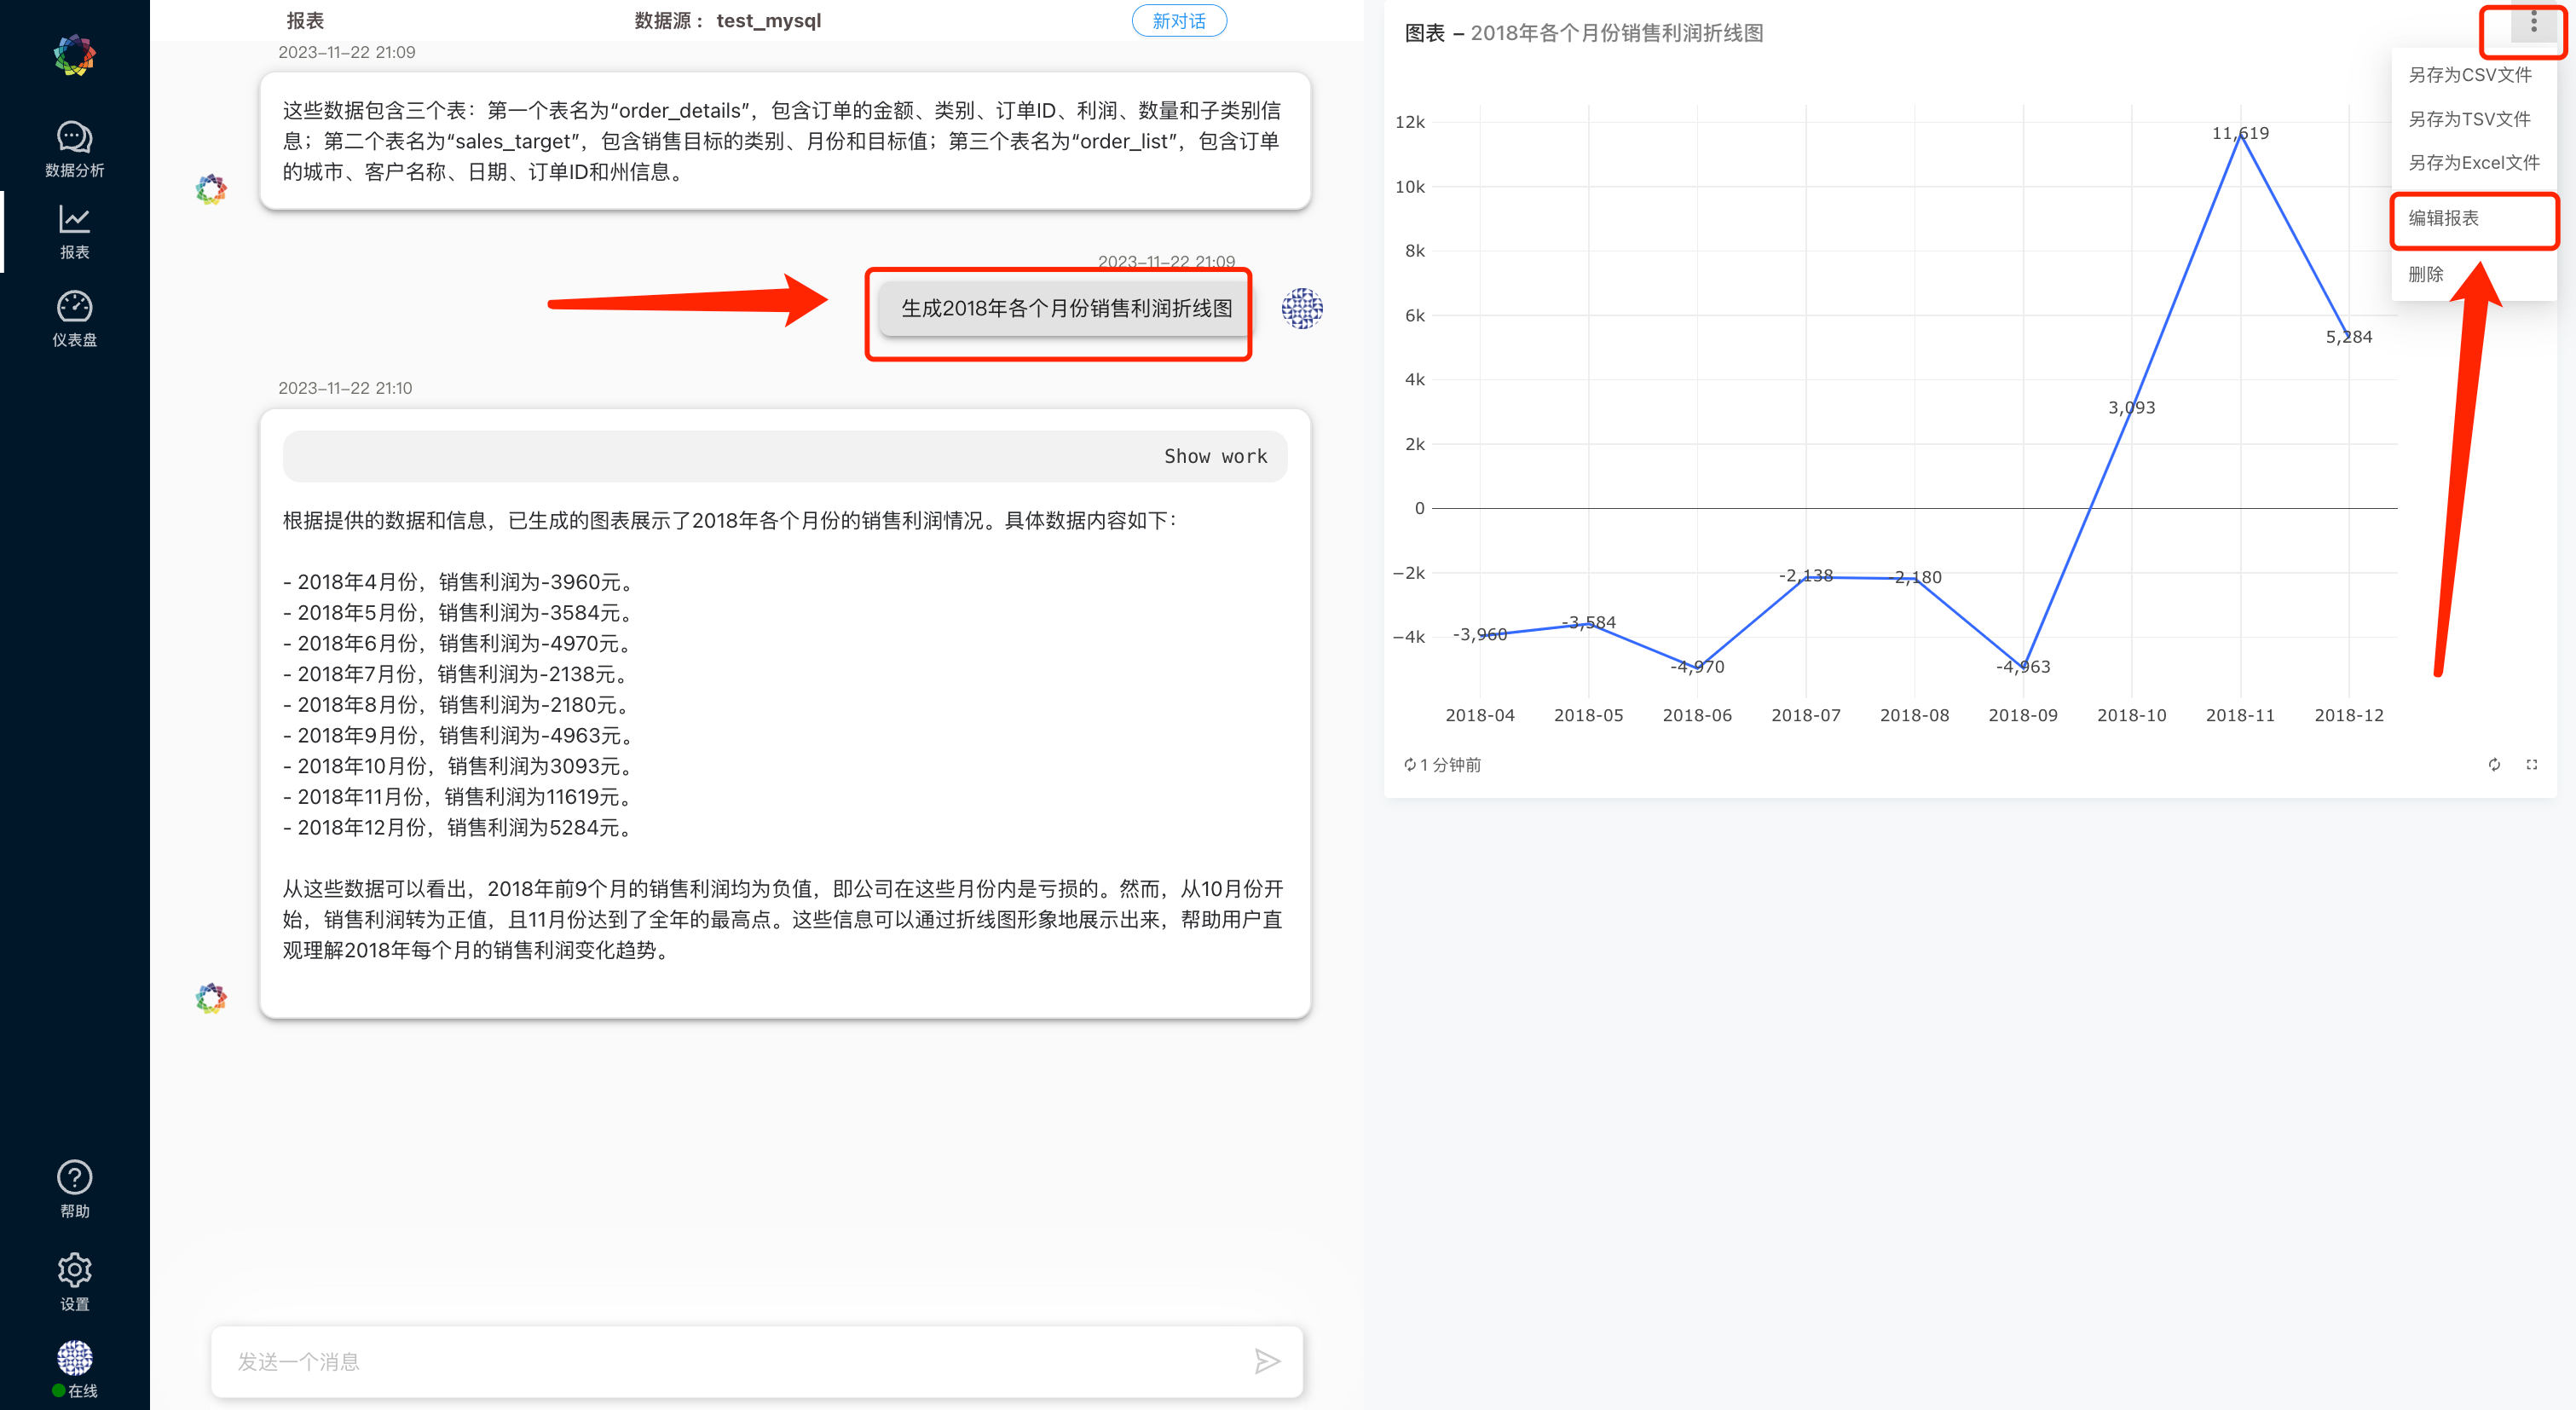 数据分析
报表
仪表盘
帮助
设置
在线
报表
数据源： test_mysql
新对话
2023-11-22 21:09
这些数据包含三个表：第一个表名为“order_details”，包含订单的金额、类别、订单ID、利润、数量和子类别信
息；第二个表名为“sales_target”，包含销售目标的类别、月份和目标值；第三个表名为“order_list”，包含订单
的城市、客户名称、日期、订单ID和州信息。
2023-11-22 21:09
生成2018年各个月份销售利润折线图
2023-11-22 21:10
Show work
根据提供的数据和信息，已生成的图表展示了2018年各个月份的销售利润情况。具体数据内容如下：
- 2018年4月份，销售利润为-3960元。
- 2018年5月份，销售利润为-3584元。
- 2018年6月份，销售利润为-4970元。
- 2018年7月份，销售利润为-2138元。
- 2018年8月份，销售利润为-2180元。
- 2018年9月份，销售利润为-4963元。
- 2018年10月份，销售利润为3093元。
- 2018年11月份，销售利润为11619元。
- 2018年12月份，销售利润为5284元。
从这些数据可以看出，2018年前9个月的销售利润均为负值，即公司在这些月份内是亏损的。然而，从10月份开
始，销售利润转为正值，且11月份达到了全年的最高点。这些信息可以通过折线图形象地展示出来，帮助用户直
观理解2018年每个月的销售利润变化趋势。
发送一个消息
图表 – 2018年各个月份销售利润折线图
另存为CSV文件
另存为TSV文件
另存为Excel文件
编辑报表
删除
12k
10k
8k
6k
4k
2k
0
−2k
−4k
-3,960
-3,584
-4,970
-2,138
-2,180
-4,963
3,093
11,619
5,284
2018-04
2018-05
2018-06
2018-07
2018-08
2018-09
2018-10
2018-11
2018-12
1 分钟前